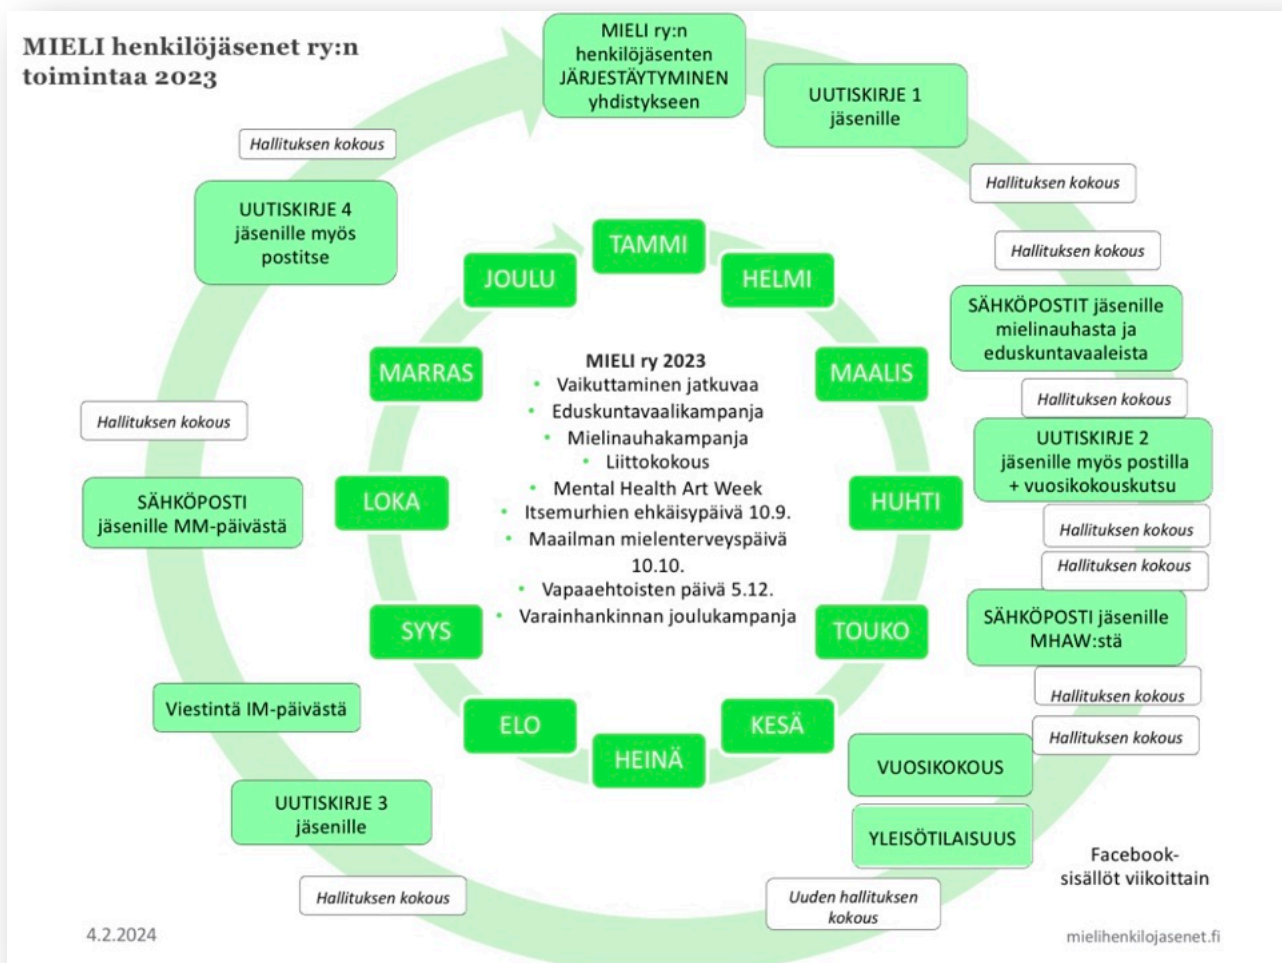 MIELI henkilöjäsenet ry:n
toimintaa 2023
MIELI ry:n
henkilöjäsenten
JÄRJESTÄYTYMINEN
yhdistykseen
UUTISKIRJE 1
jäsenille
Hallituksen kokous
Hallituksen kokous
SÄHKÖPOSTIT jäsenille
mielinauhasta ja
eduskuntavaaleista
Hallituksen kokous
UUTISKIRJE 2
jäsenille myös postilla
+ vuosikokouskutsu
Hallituksen kokous
Hallituksen kokous
SÄHKÖPOSTI jäsenille
MHAW:stä
Hallituksen kokous
Hallituksen kokous
VUOSIKOKOUS
YLEISÖTILAISUUS
Uuden hallituksen
kokous
Hallituksen kokous
UUTISKIRJE 3
jäsenille
Viestintä IM-päivästä
SÄHKÖPOSTI
jäsenille MM-päivästä
Hallituksen kokous
UUTISKIRJE 4
jäsenille myös
postitse
Hallituksen kokous
TAMMI
HELMI
MAALIS
HUHTI
TOUKO
KESÄ
HEINÄ
ELO
SYYS
LOKA
MARRAS
JOULU
MIELI ry 2023
• Vaikuttaminen jatkuvaa
• Eduskuntavaalikampanja
• Mielinauhakampanja
• Liittokokous
• Mental Health Art Week
• Itsemurhien ehkäisypäivä 10.9.
• Maailman mielenterveyspäivä
10.10.
• Vapaaehtoisten päivä 5.12.
• Varainhankinnan joulukampanja
Facebook-
sisällöt viikoittain
4.2.2024
mielihenkilojasenet.fi